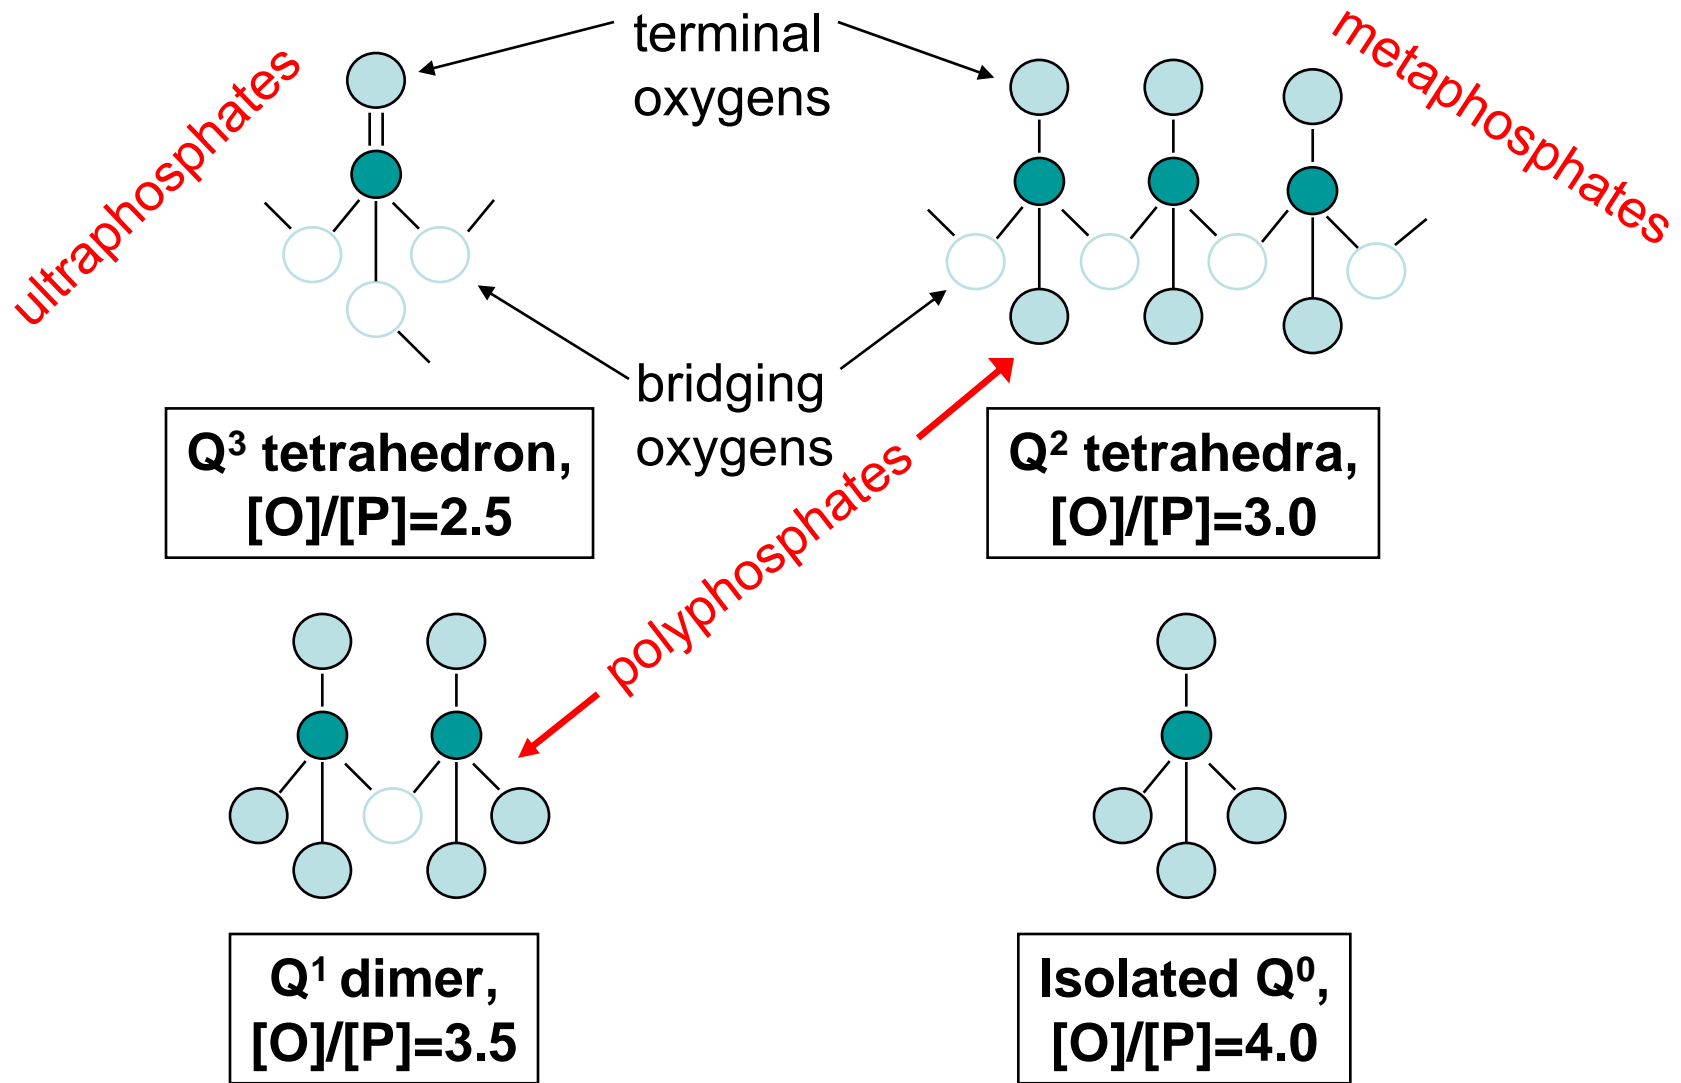 ultraphosphates
terminal
oxygens
metaphosphates
bridging
oxygens
Q³ tetrahedron,
[O]/[P]=2.5
polyphosphates
Q² tetrahedra,
[O]/[P]=3.0
Q¹ dimer,
[O]/[P]=3.5
Isolated Q⁰,
[O]/[P]=4.0